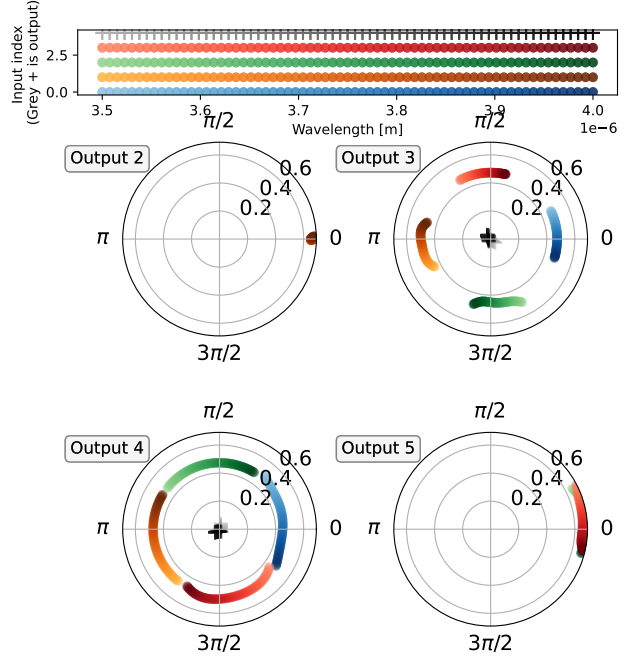 Input index
(Grey + is output)
2.5
0.0
3.5
3.6
3.7
3.8
3.9
4.0
Wavelength [m]
1e−6
Output 2
π/2
π
0
3π/2
0.2
0.4
0.6
Output 3
π/2
π
0
3π/2
0.2
0.4
0.6
Output 4
π/2
π
0
3π/2
0.2
0.4
0.6
Output 5
π/2
π
0
3π/2
0.2
0.4
0.6